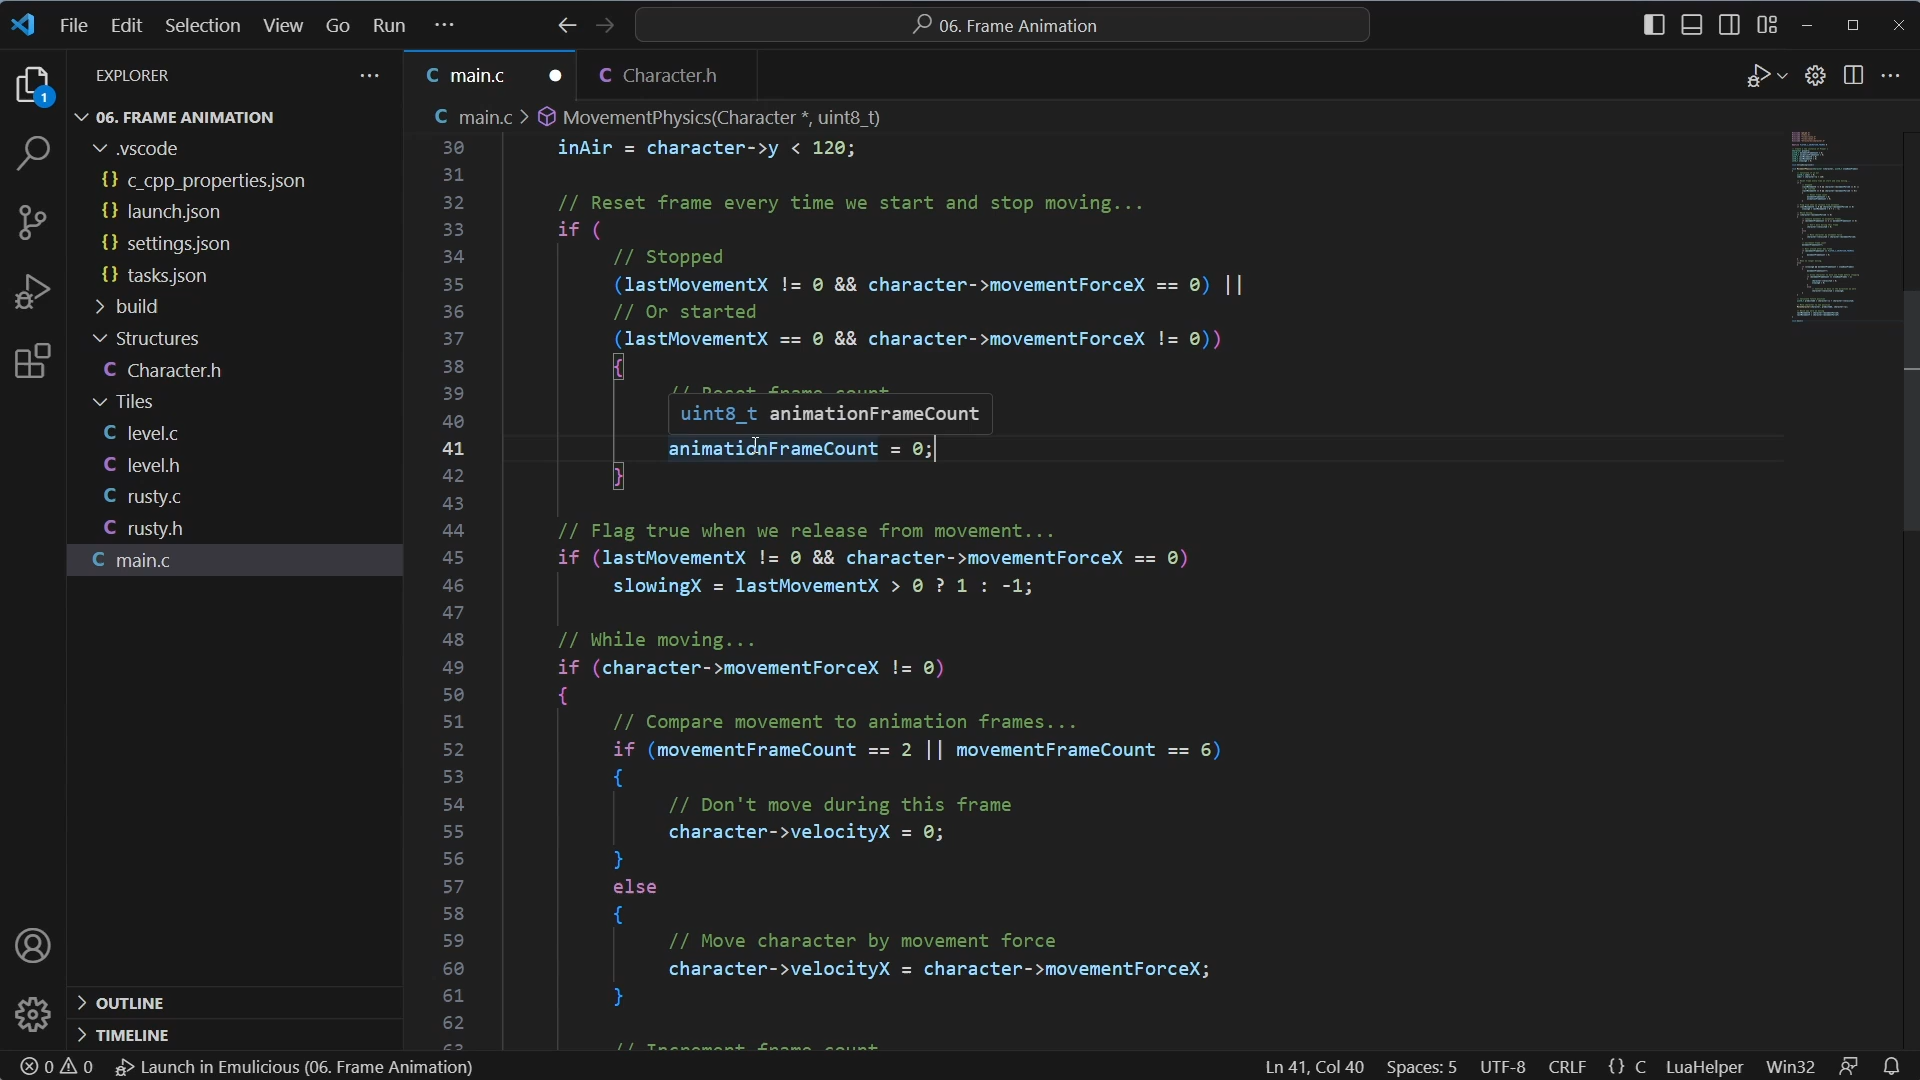 File Edit Selection View Go Run ··· 06. Frame Animation
EXPLORER ···
1
06. FRAME ANIMATION
.vscode
{} c_cpp_properties.json
{} launch.json
{} settings.json
{} tasks.json
build
Structures
C Character.h
Tiles
C level.c
C level.h
C rusty.c
C rusty.h
C main.c
OUTLINE
TIMELINE
C main.c C Character.h
C main.c > MovementPhysics(Character *, uint8_t)
30 inAir = character->y < 120;
31
32 // Reset frame every time we start and stop moving...
33 if (
34 // Stopped
35 (lastMovementX != 0 && character->movementForceX == 0) ||
36 // Or started
37 (lastMovementX == 0 && character->movementForceX != 0))
38 {
39 // Reset frame count
uint8_t animationFrameCount
40
41 animationFrameCount = 0;
42 }
43
44 // Flag true when we release from movement...
45 if (lastMovementX != 0 && character->movementForceX == 0)
46 slowingX = lastMovementX > 0 ? 1 : -1;
47
48 // While moving...
49 if (character->movementForceX != 0)
50 {
51 // Compare movement to animation frames...
52 if (movementFrameCount == 2 || movementFrameCount == 6)
53 {
54 // Don't move during this frame
55 character->velocityX = 0;
56 }
57 else
58 {
59 // Move character by movement force
60 character->velocityX = character->movementForceX;
61 }
62
63 // Increment frame count
0 0 Launch in Emulicious (06. Frame Animation) Ln 41, Col 40 Spaces: 5 UTF-8 CRLF {} C LuaHelper Win32